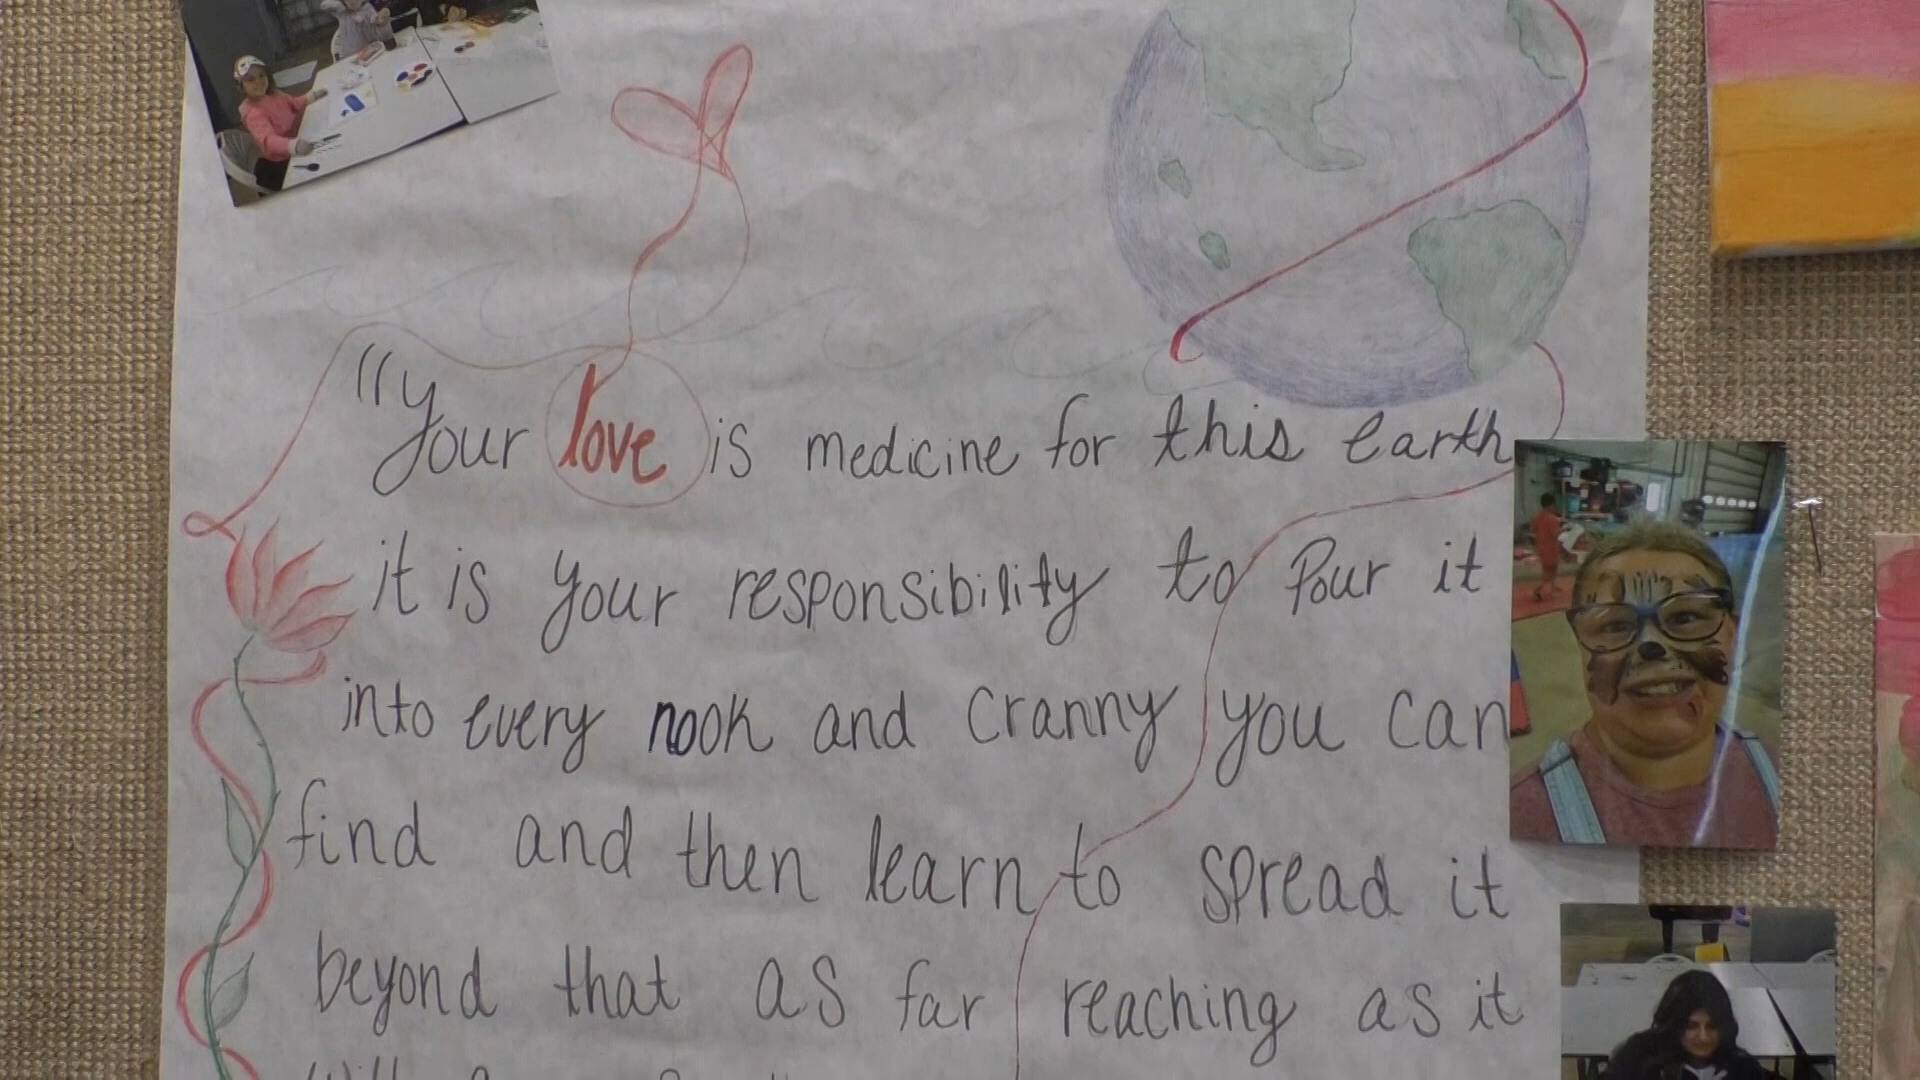 "Your love is medicine for this earth
it is your responsibility to pour it
into every nook and cranny you can
find and then learn to spread it
beyond that as far reaching as it
will